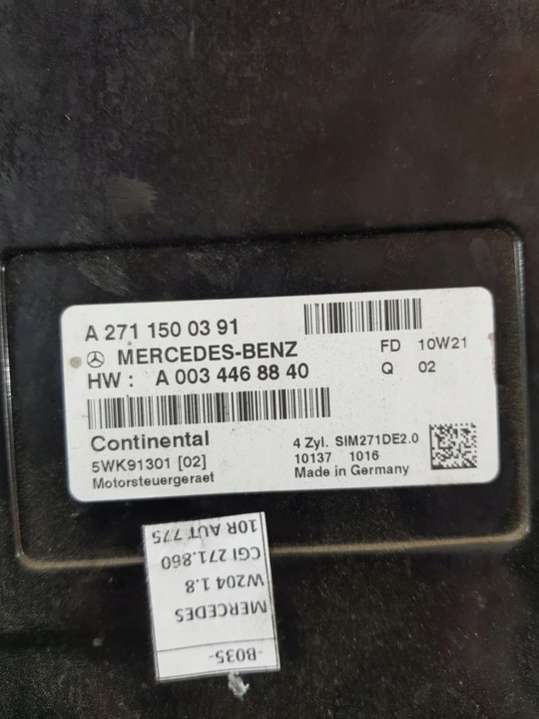 A 271 150 03 91
MERCEDES-BENZ
FD 10W21
HW : A 003 446 88 40
Q 02
Continental
5WK91301 [02]
Motorsteuergeraet
4 Zyl. SIM271DE2.0
10137 1016
Made in Germany
-B035-
MERCEDES
W204 1.8
CGI 271.860
10R AUT 775